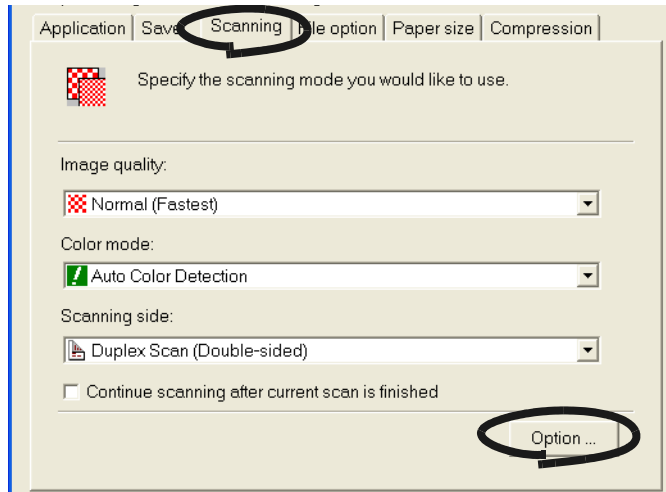 Application Save Scanning ile option Paper size Compression
Specify the scanning mode you would like to use.
Image quality:
Normal (Fastest)
Color mode:
Auto Color Detection
Scanning side:
Duplex Scan (Double-sided)
Continue scanning after current scan is finished
Option ...